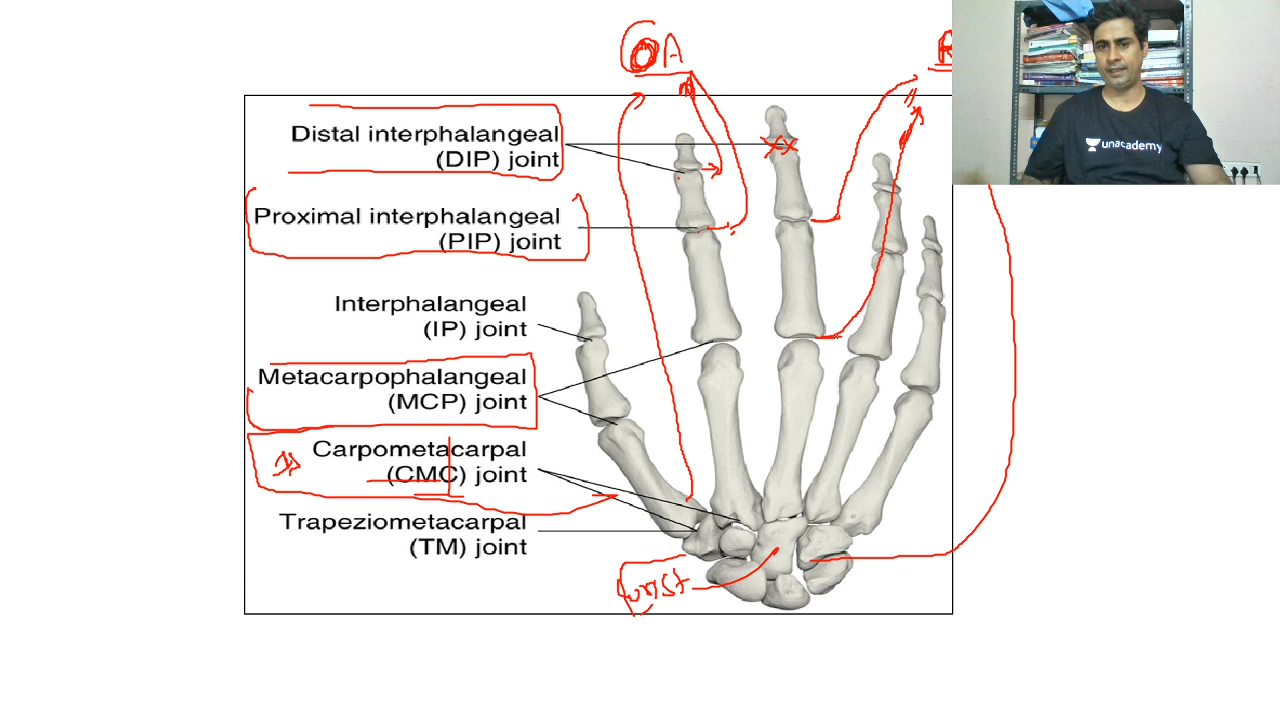 OA
R
Distal interphalangeal
(DIP) joint
Proximal interphalangeal
(PIP) joint
Interphalangeal
(IP) joint
Metacarpophalangeal
(MCP) joint
Carpometacarpal
(CMC) joint
Trapeziometacarpal
(TM) joint
wrist
unacademy